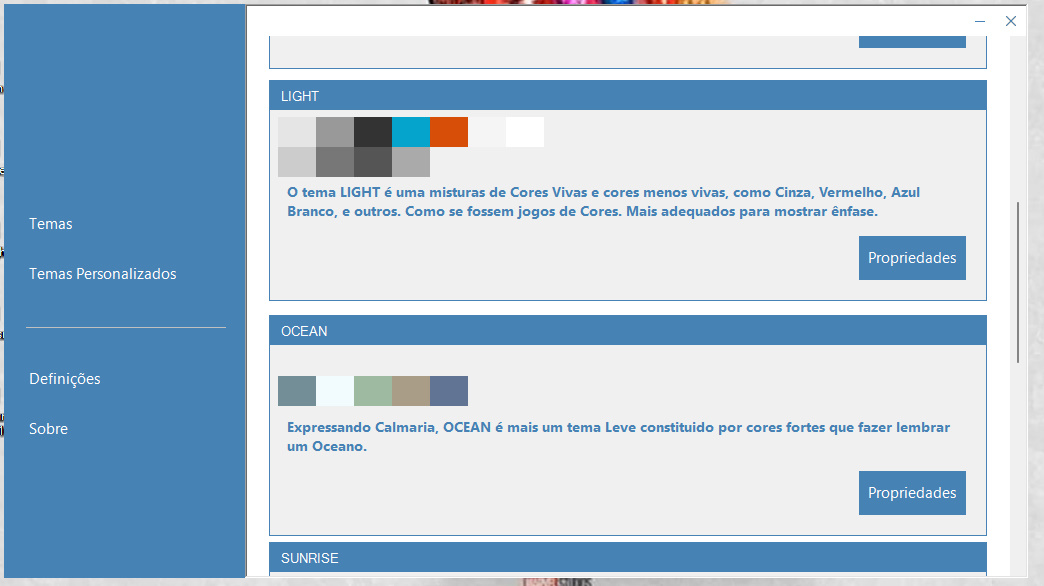 Temas
Temas Personalizados
Definições
Sobre
LIGHT
O tema LIGHT é uma misturas de Cores Vivas e cores menos vivas, como Cinza, Vermelho, Azul
Branco, e outros. Como se fossem jogos de Cores. Mais adequados para mostrar ênfase.
Propriedades
OCEAN
Expressando Calmaria, OCEAN é mais um tema Leve constituido por cores fortes que fazer lembrar
um Oceano.
Propriedades
SUNRISE